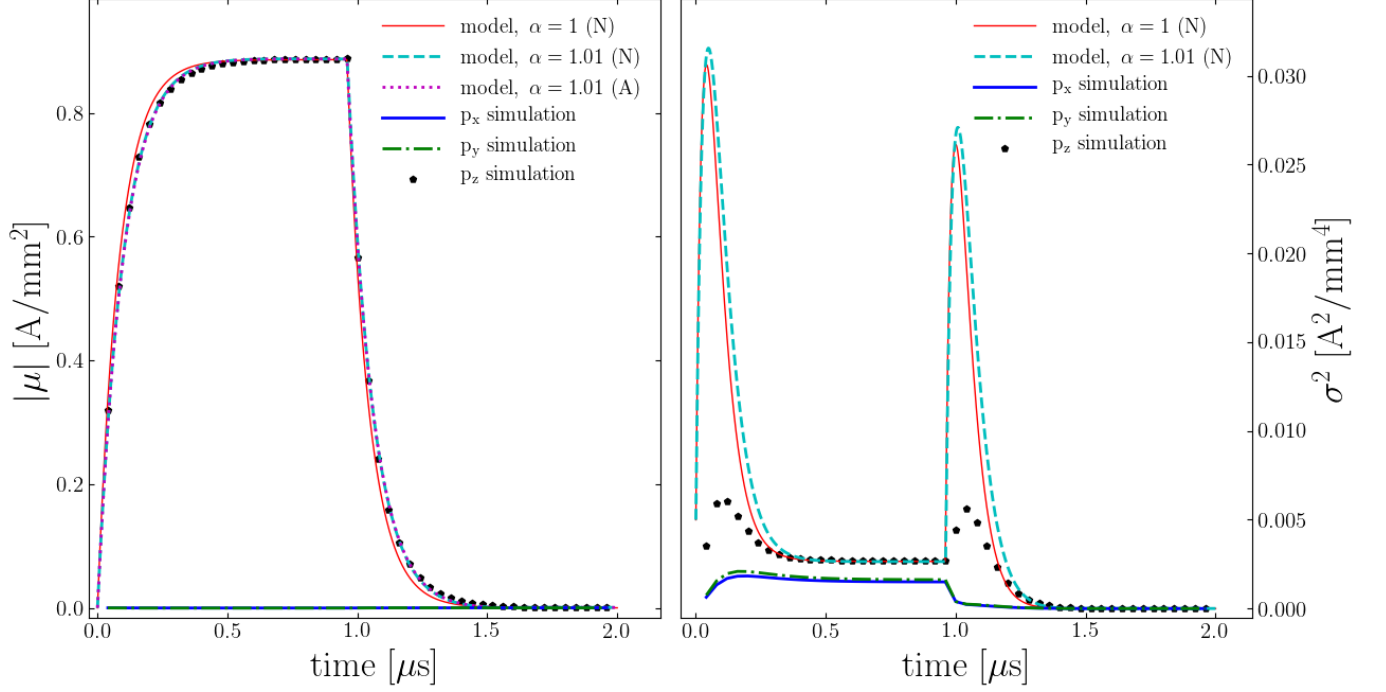 model, α = 1 (N)
model, α = 1.01 (N)
model, α = 1.01 (A)
pₓ simulation
p_y simulation
p_z simulation
|μ| [A/mm²]
0.8
0.6
0.4
0.2
0.0
0.0 0.5 1.0 1.5 2.0
time [μs]
model, α = 1 (N)
model, α = 1.01 (N)
pₓ simulation
p_y simulation
p_z simulation
0.030
0.025
0.020
0.015
0.010
0.005
0.000
σ² [A²/mm⁴]
0.0 0.5 1.0 1.5 2.0
time [μs]